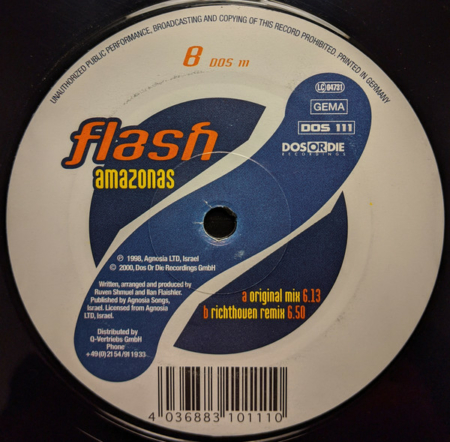 UNAUTHORIZED PUBLIC PERFORMANCE, BROADCASTING AND COPYING OF THIS RECORD PROHIBITED. PRINTED IN GERMANY
B DOS 111
LC 04731
GEMA
DOS 111
DOS OR DIE
RECORDINGS
flash
amazonas
℗ 1998, Agnosia LTD, Israel
© 2000, Dos Or Die Recordings GmbH
Written, arranged and produced by
Ruven Shmuel and Ilan Flaishler.
Published by Agnosia Songs,
Israel. Licensed from Agnosia
LTD, Israel.
Distributed by
O-Vertriebs GmbH
Phone
+49 (0) 21 54/91 19 33
a original mix 6.13
b richthoven remix 6.50
4 036883 101110